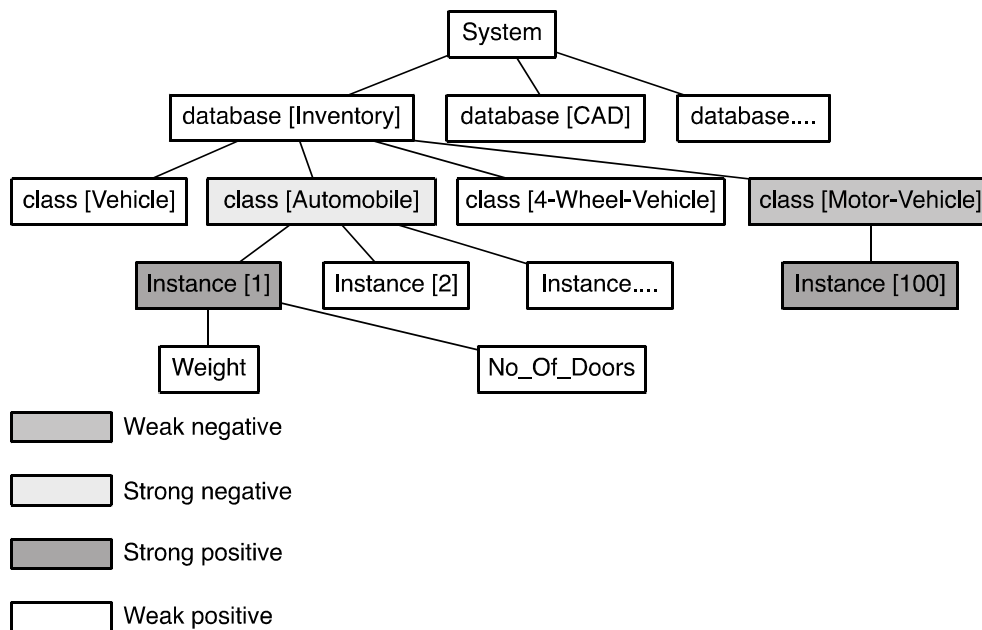 System
database [Inventory]
database [CAD]
database....
class [Vehicle]
class [Automobile]
class [4-Wheel-Vehicle]
class [Motor-Vehicle]
Instance [1]
Instance [2]
Instance....
Instance [100]
Weight
No_Of_Doors
Weak negative
Strong negative
Strong positive
Weak positive